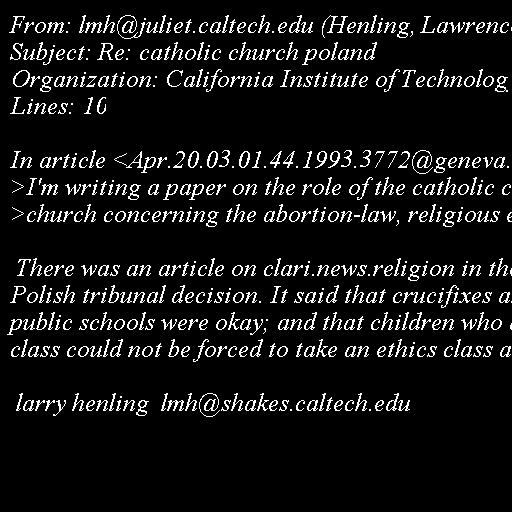 From: lmh@juliet.caltech.edu (Henling, Lawrenc
Subject: Re: catholic church poland
Organization: California Institute of Technolog
Lines: 10
In article <Apr.20.03.01.44.1993.3772@geneva.
>I'm writing a paper on the role of the catholic c
>church concerning the abortion-law, religious e
There was an article on clari.news.religion in the
Polish tribunal decision. It said that crucifixes a
public schools were okay; and that children who
class could not be forced to take an ethics class a
larry henling lmh@shakes.caltech.edu